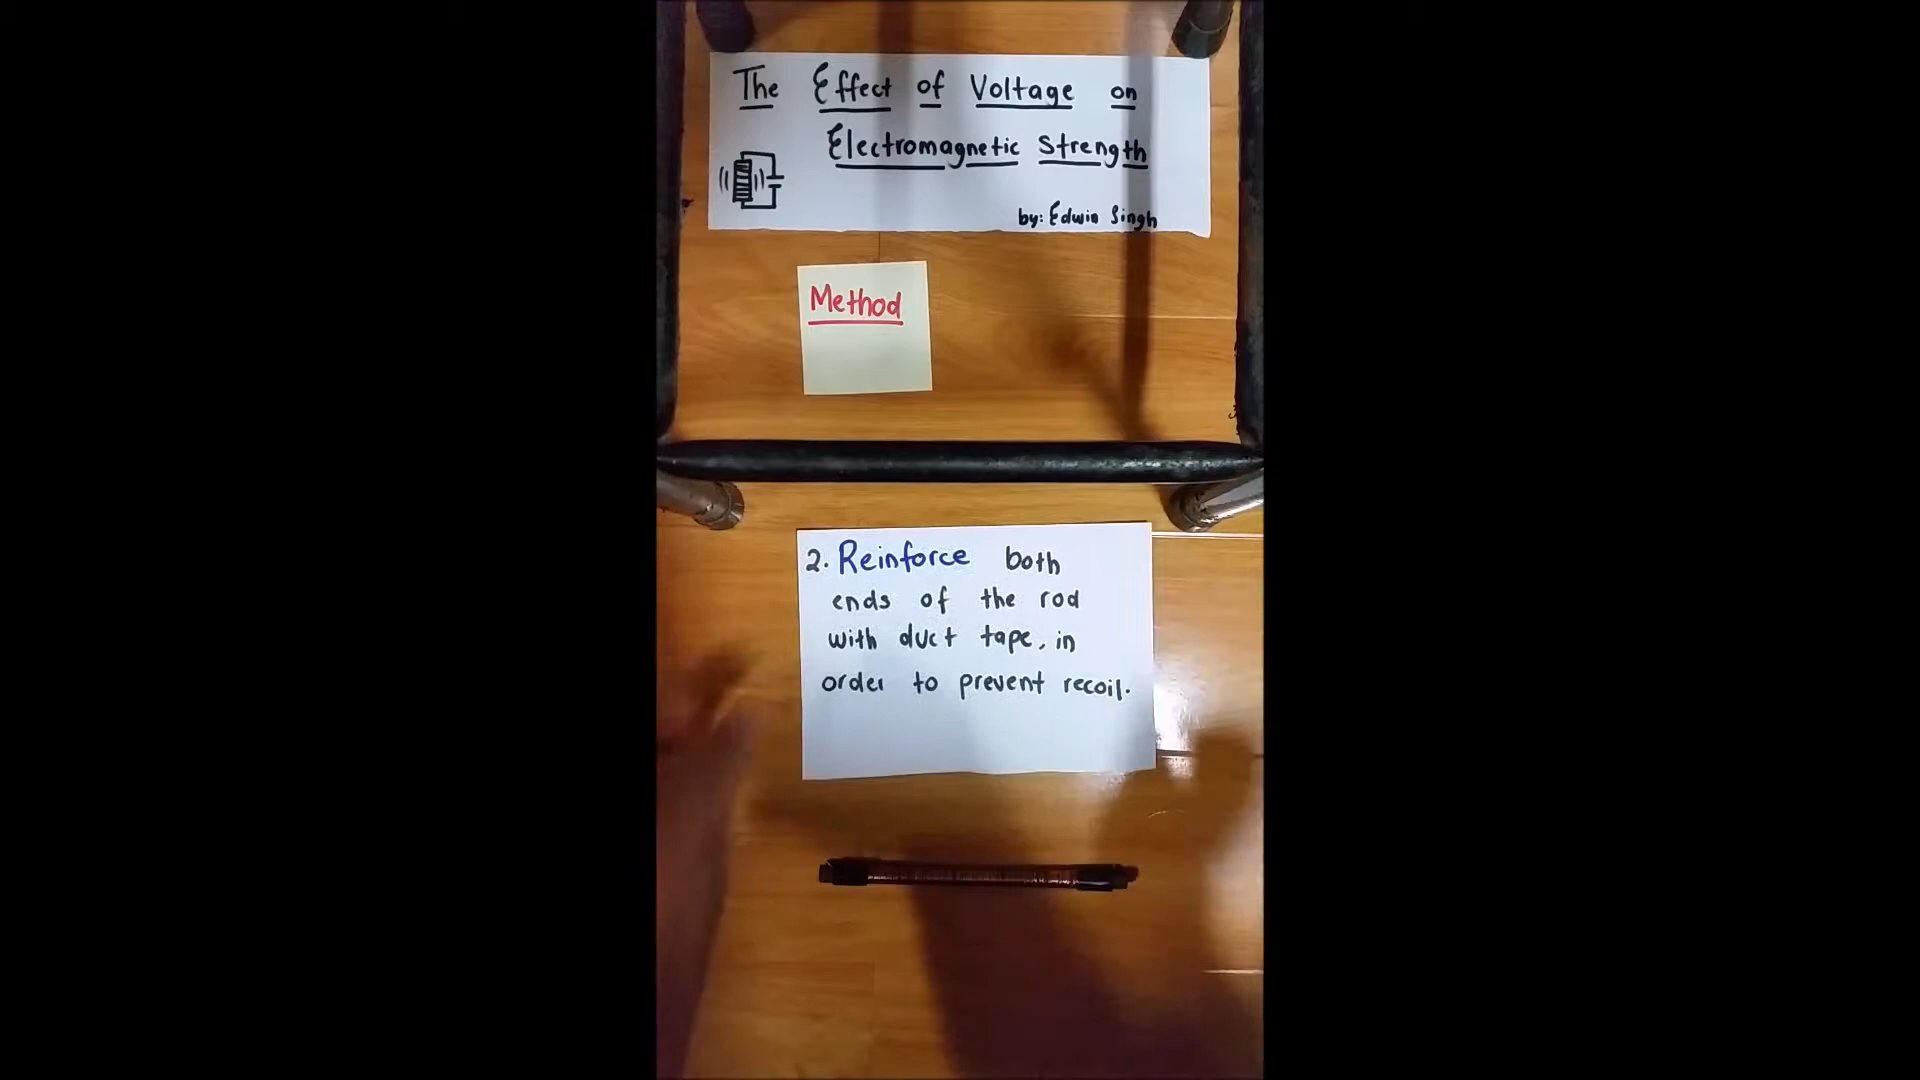 The Effect of Voltage on
Electromagnetic Strength
by: Edwin Singh
Method
2. Reinforce both
ends of the rod
with duct tape, in
order to prevent recoil.